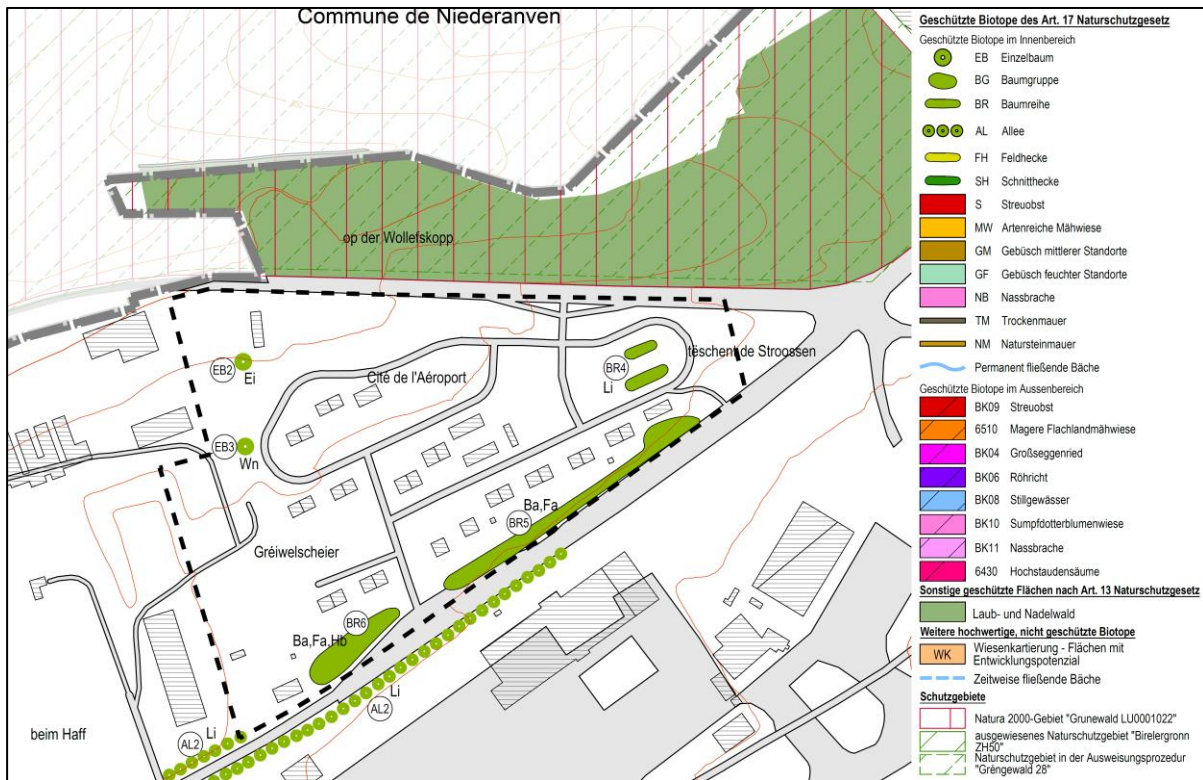 Commune de Niederanven
op der Wollefskopp
EB2
Ei
Cité de l'Aéroport
BR4
Li
tëschent de Stroossen
EB3
Wn
Ba,Fa
BR5
Gréiwelscheier
BR6
Ba,Fa,Hb
Li
AL2
Li
AL2
beim Haff
Geschützte Biotope des Art. 17 Naturschutzgesetz
Geschützte Biotope im Innenbereich
EB Einzelbaum
BG Baumgruppe
BR Baumreihe
AL Allee
FH Feldhecke
SH Schnitthecke
S Streuobst
MW Artenreiche Mähwiese
GM Gebüsch mittlerer Standorte
GF Gebüsch feuchter Standorte
NB Nassbrache
TM Trockenmauer
NM Natursteinmauer
Permanent fließende Bäche
Geschützte Biotope im Aussenbereich
BK09 Streuobst
6510 Magere Flachlandmähwiese
BK04 Großseggenried
BK06 Röhricht
BK08 Stillgewässer
BK10 Sumpfdotterblumenwiese
BK11 Nassbrache
6430 Hochstaudensäume
Sonstige geschützte Flächen nach Art. 13 Naturschutzgesetz
Laub- und Nadelwald
Weitere hochwertige, nicht geschützte Biotope
WK Wiesenkartierung - Flächen mit
Entwicklungspotenzial
Zeitweise fließende Bäche
Schutzgebiete
Natura 2000-Gebiet "Grunewald LU0001022"
ausgewiesenes Naturschutzgebiet "Birelergronn
ZH50"
Naturschutzgebiet in der Ausweisungsprozedur
"Gréngewald 28"